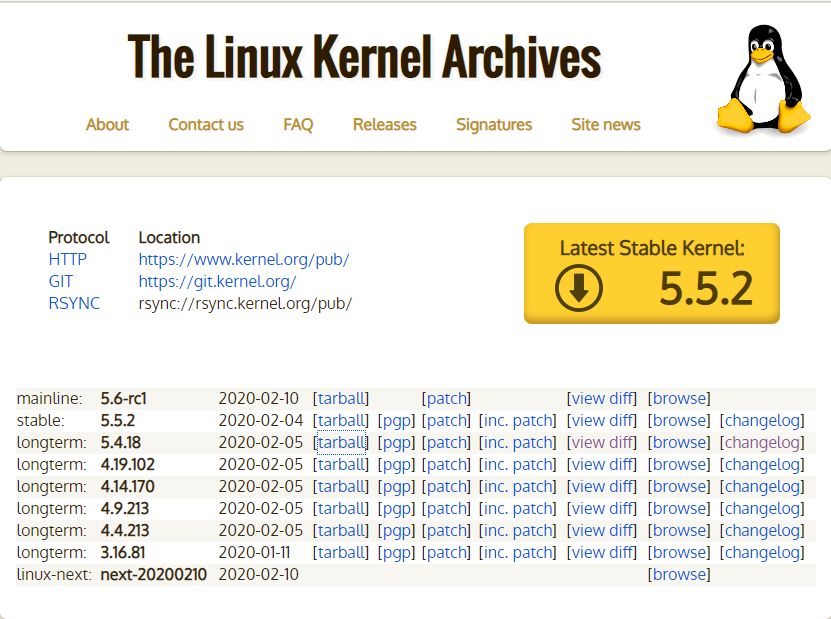 The Linux Kernel Archives
About Contact us FAQ Releases Signatures Site news
Protocol Location
HTTP https://www.kernel.org/pub/
GIT https://git.kernel.org/
RSYNC rsync://rsync.kernel.org/pub/
Latest Stable Kernel:
5.5.2
mainline: 5.6-rc1 2020-02-10 [tarball] [patch] [view diff] [browse]
stable: 5.5.2 2020-02-04 [tarball] [pgp] [patch] [inc. patch] [view diff] [browse] [changelog]
longterm: 5.4.18 2020-02-05 [tarball] [pgp] [patch] [inc. patch] [view diff] [browse] [changelog]
longterm: 4.19.102 2020-02-05 [tarball] [pgp] [patch] [inc. patch] [view diff] [browse] [changelog]
longterm: 4.14.170 2020-02-05 [tarball] [pgp] [patch] [inc. patch] [view diff] [browse] [changelog]
longterm: 4.9.213 2020-02-05 [tarball] [pgp] [patch] [inc. patch] [view diff] [browse] [changelog]
longterm: 4.4.213 2020-02-05 [tarball] [pgp] [patch] [inc. patch] [view diff] [browse] [changelog]
longterm: 3.16.81 2020-01-11 [tarball] [pgp] [patch] [inc. patch] [view diff] [browse] [changelog]
linux-next: next-20200210 2020-02-10 [browse]